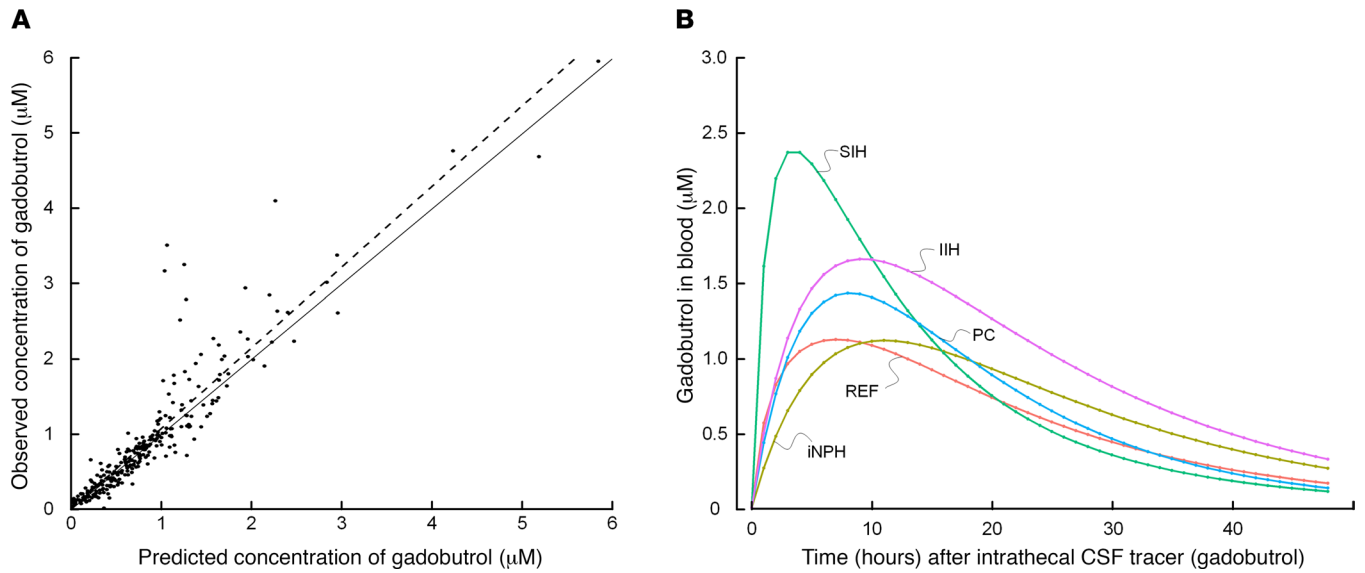 A
Observed concentration of gadobutrol (μM)
6
5
4
3
2
1
0
0 1 2 3 4 5 6
Predicted concentration of gadobutrol (μM)
B
Gadobutrol in blood (μM)
3.0
2.5
2.0
1.5
1.0
0.5
0
SIH
IIH
PC
REF
iNPH
0 10 20 30 40
Time (hours) after intrathecal CSF tracer (gadobutrol)